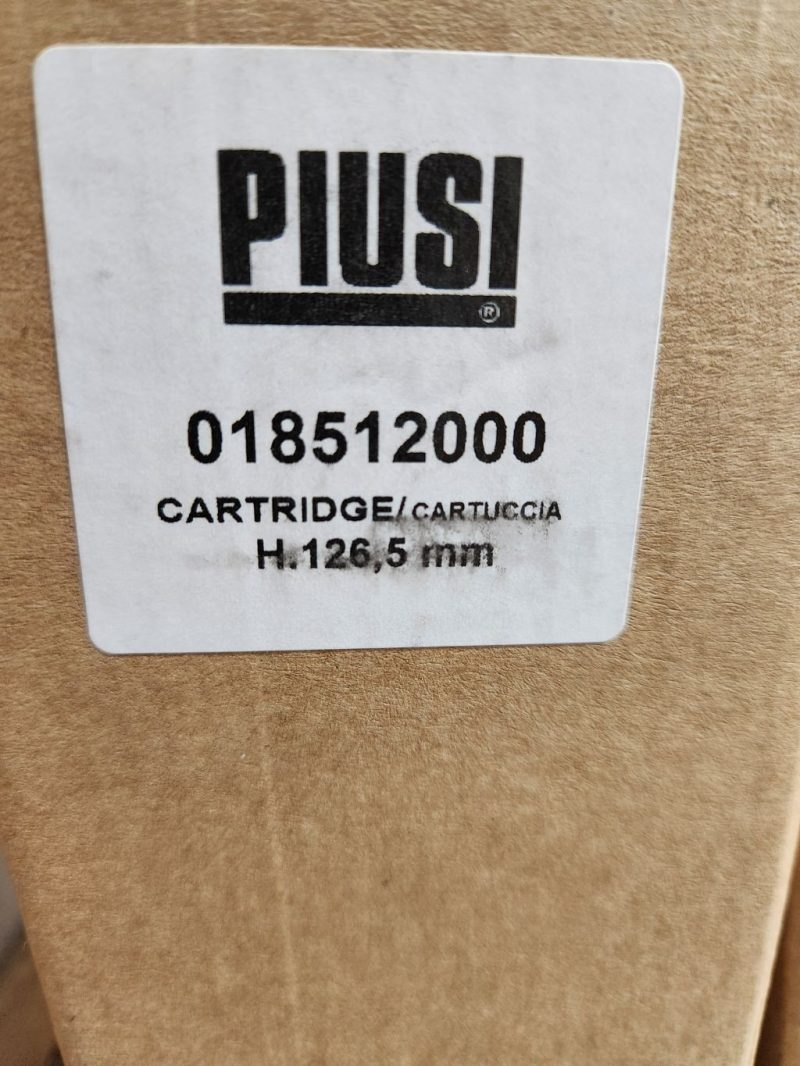 PIUSI
®
018512000
CARTRIDGE/CARTUCCIA
H.126,5 mm